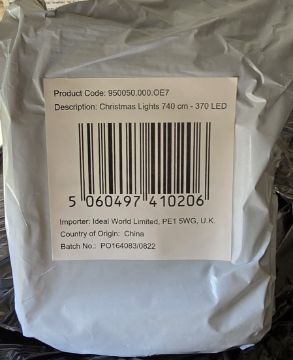 Product Code: 950050.000.OE7
Description: Christmas Lights 740 cm - 370 LED
5 060497 410206
Importer: Ideal World Limited, PE1 5WG, U.K.
Country of Origin: China
Batch No.: PO164083/0822